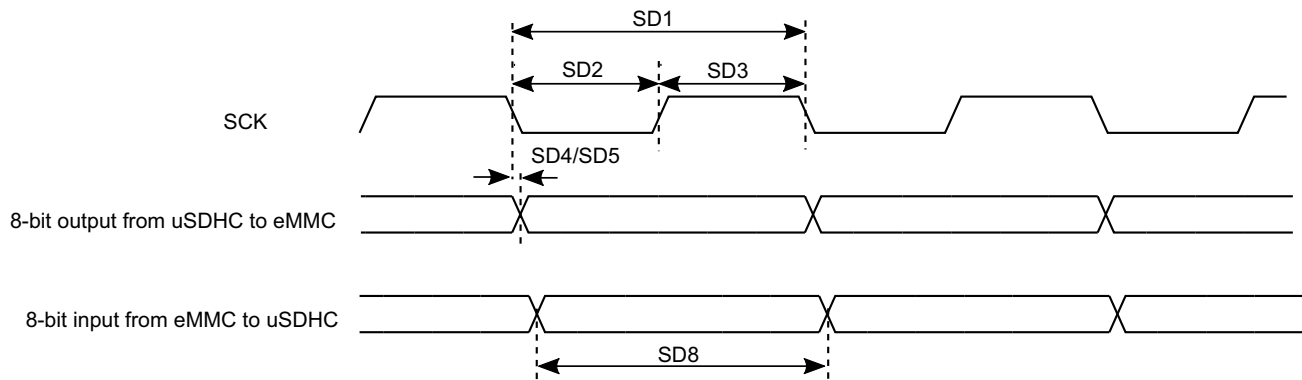 SD1
SD2
SD3
SCK
SD4/SD5
8-bit output from uSDHC to eMMC
8-bit input from eMMC to uSDHC
SD8